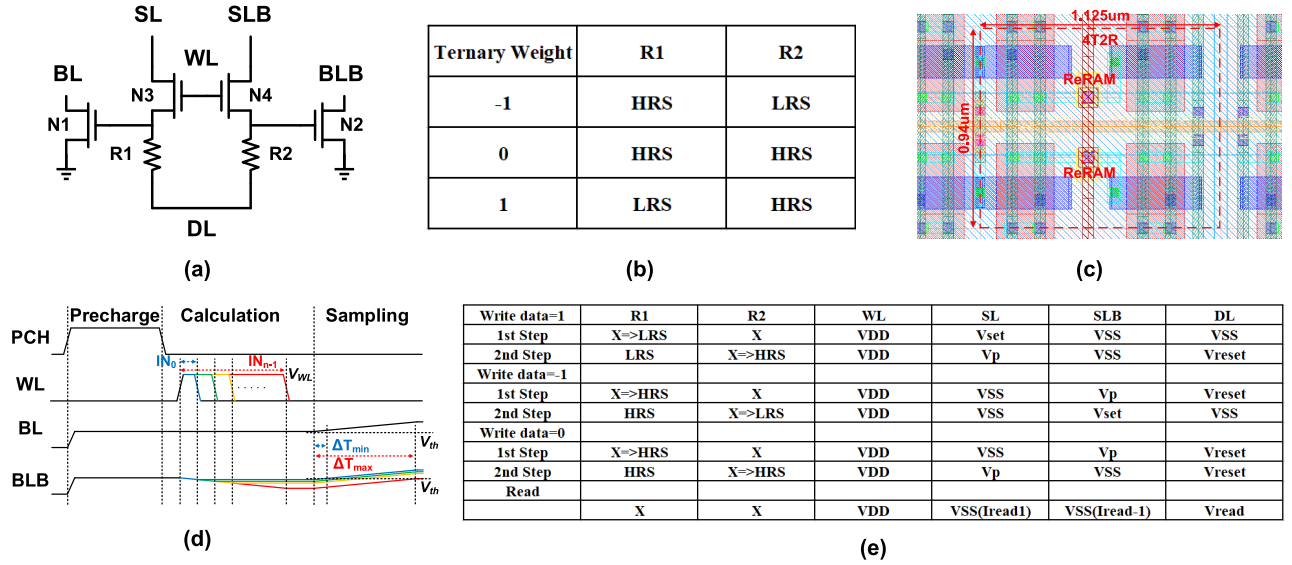 SL SLB
WL
BL BLB
N3 N4
N1 N2
R1 R2
DL
(a)
Ternary Weight R1 R2
-1 HRS LRS
0 HRS HRS
1 LRS HRS
(b)
1.125um
4T2R
ReRAM
0.94um
ReRAM
(c)
Precharge Calculation Sampling
PCH
IN0 INn-1
VWL
WL
. . . . .
BL
Vth
ΔTmin
ΔTmax
BLB
Vth
(d)
Write data=1 R1 R2 WL SL SLB DL
1st Step X=>LRS X VDD Vset VSS VSS
2nd Step LRS X=>HRS VDD Vp VSS Vreset
Write data=-1
1st Step X=>HRS X VDD VSS Vp Vreset
2nd Step HRS X=>LRS VDD VSS Vset VSS
Write data=0
1st Step X=>HRS X VDD VSS Vp Vreset
2nd Step HRS X=>HRS VDD Vp VSS Vreset
Read
X X VDD VSS(Iread1) VSS(Iread-1) Vread
(e)